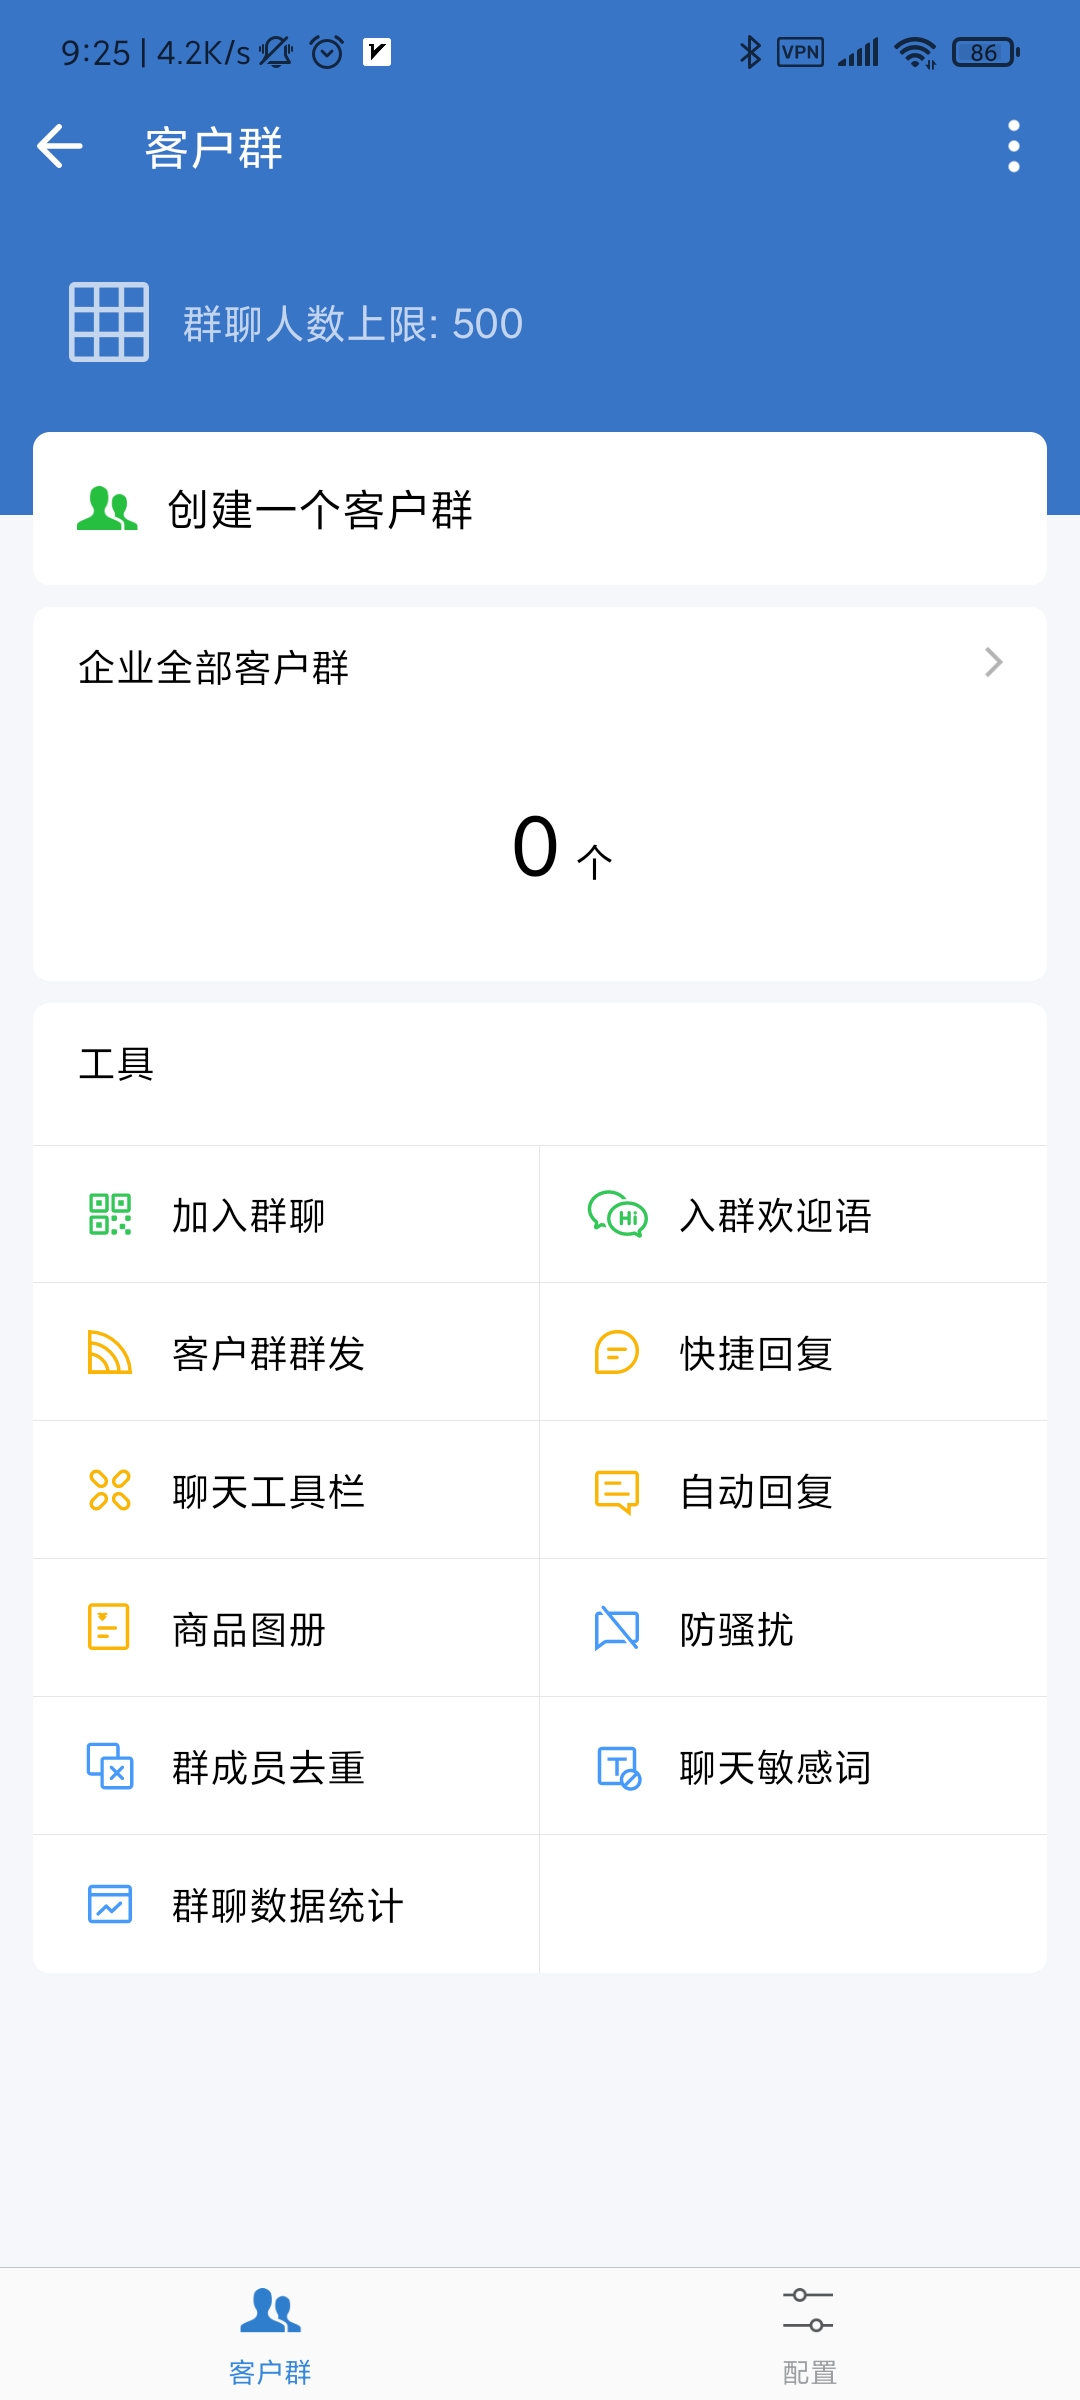 9:25 | 4.2K/s
VPN
86
客户群
群聊人数上限: 500
创建一个客户群
企业全部客户群
0 个
工具
加入群聊
入群欢迎语
Hi
客户群群发
快捷回复
聊天工具栏
自动回复
商品图册
防骚扰
群成员去重
聊天敏感词
T
群聊数据统计
客户群
配置